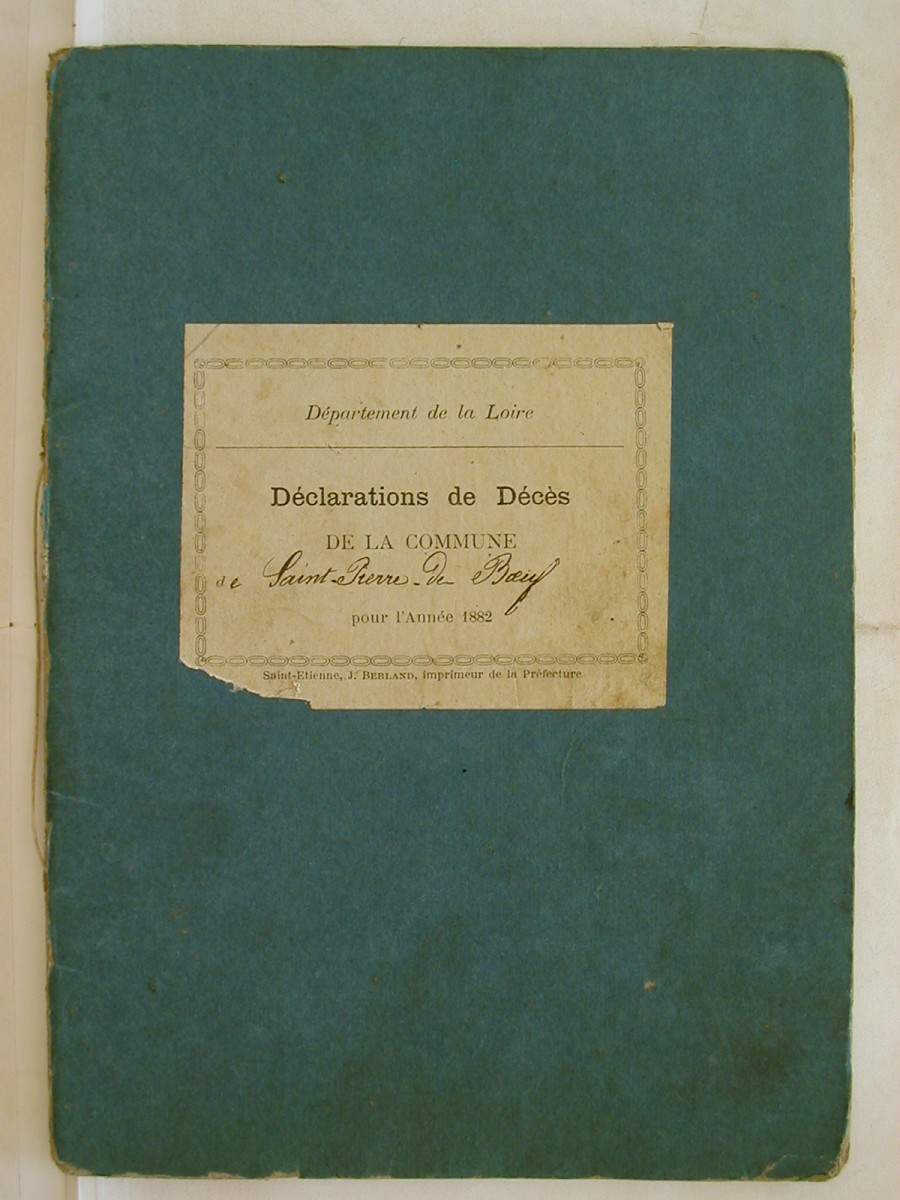 Département de la Loire
Déclarations de Décès
DE LA COMMUNE
de Saint-Pierre-de Bœuf
pour l'Année 1882
Saint-Etienne, J. BERLAND, imprimeur de la Préfecture